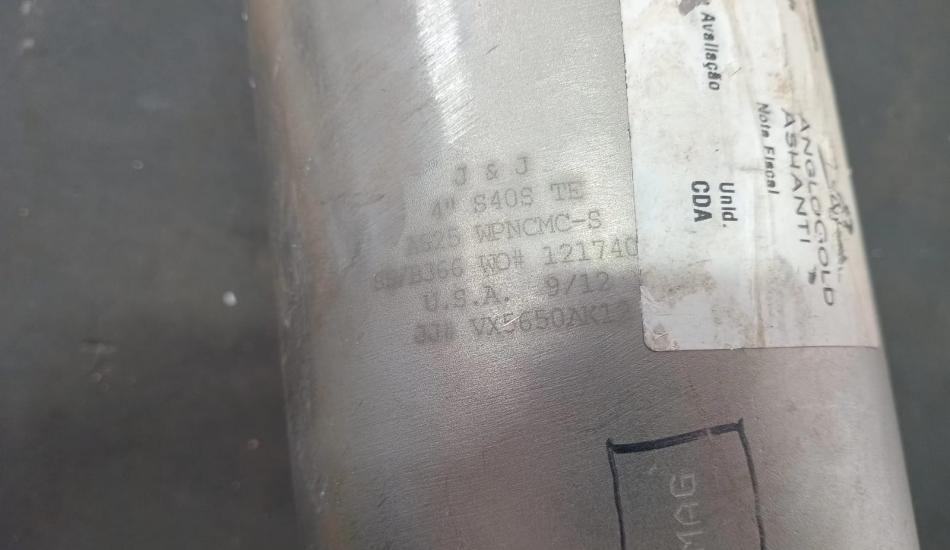 J & J
4" S40S TE
A825 WPNCMC-S
SB/B366 WO# 121740
U.S.A. 9/12
JJ# VX5650AK12
Avaliação
Nota Fiscal
ANGLOGOLD
ASHANTI
Unid.
CDA
MAG